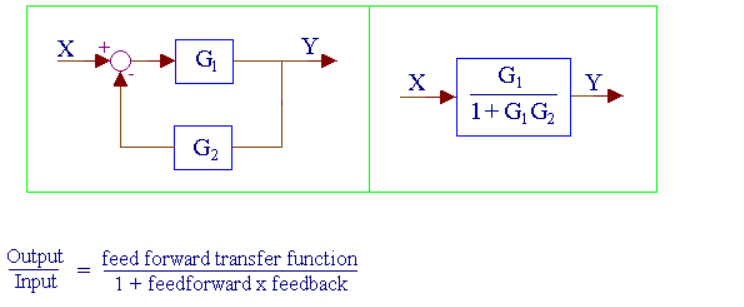 X + - G₁ Y
G₂
X G₁ Y
1 + G₁G₂
Output = feed forward transfer function
Input 1 + feedforward x feedback